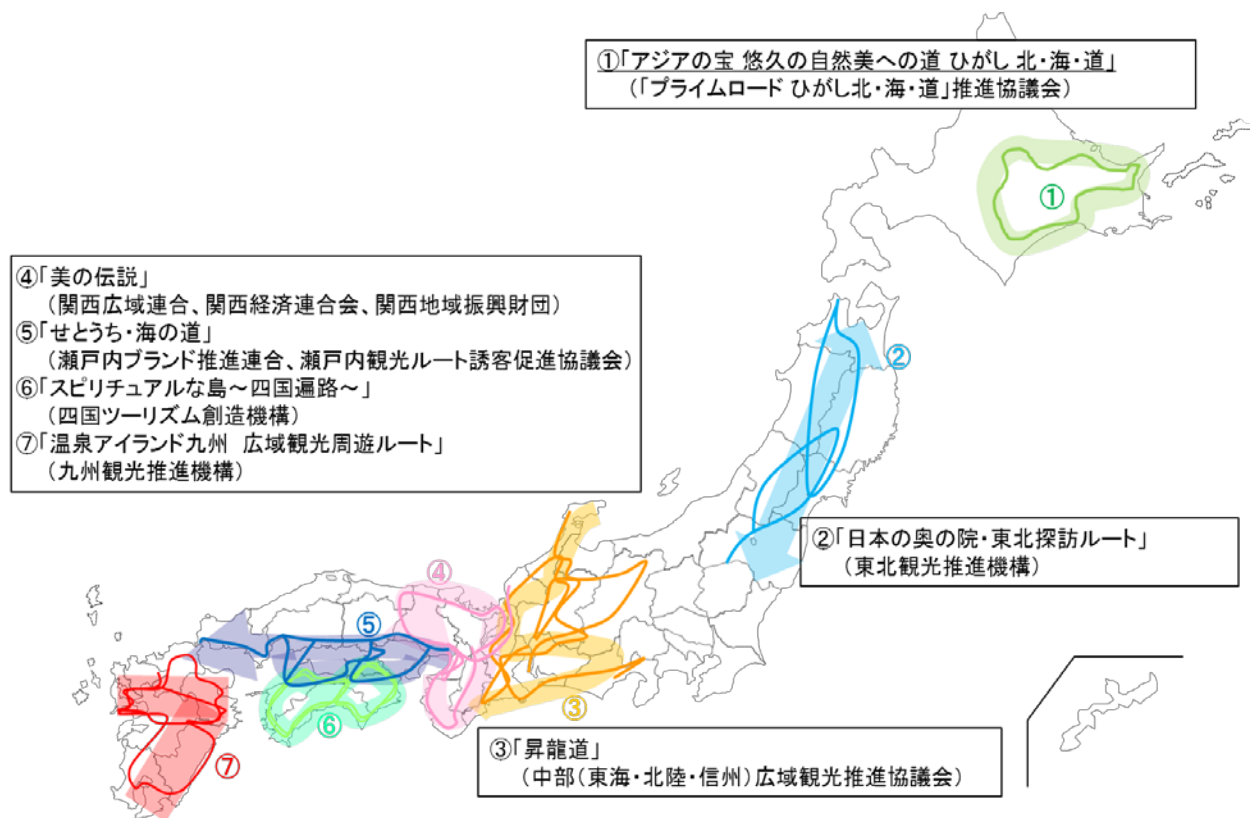 ①「アジアの宝 悠久の自然美への道 ひがし 北・海・道」
(「プライムロード ひがし北・海・道」推進協議会)
①
④「美の伝説」
(関西広域連合、関西経済連合会、関西地域振興財団)
⑤「せとうち・海の道」
(瀬戸内ブランド推進連合、瀬戸内観光ルート誘客促進協議会)
⑥「スピリチュアルな島～四国遍路～」
(四国ツーリズム創造機構)
⑦「温泉アイランド九州 広域観光周遊ルート」
(九州観光推進機構)
②
②「日本の奥の院・東北探訪ルート」
(東北観光推進機構)
④
⑤
③
⑥
⑦
③「昇龍道」
(中部(東海・北陸・信州)広域観光推進協議会)